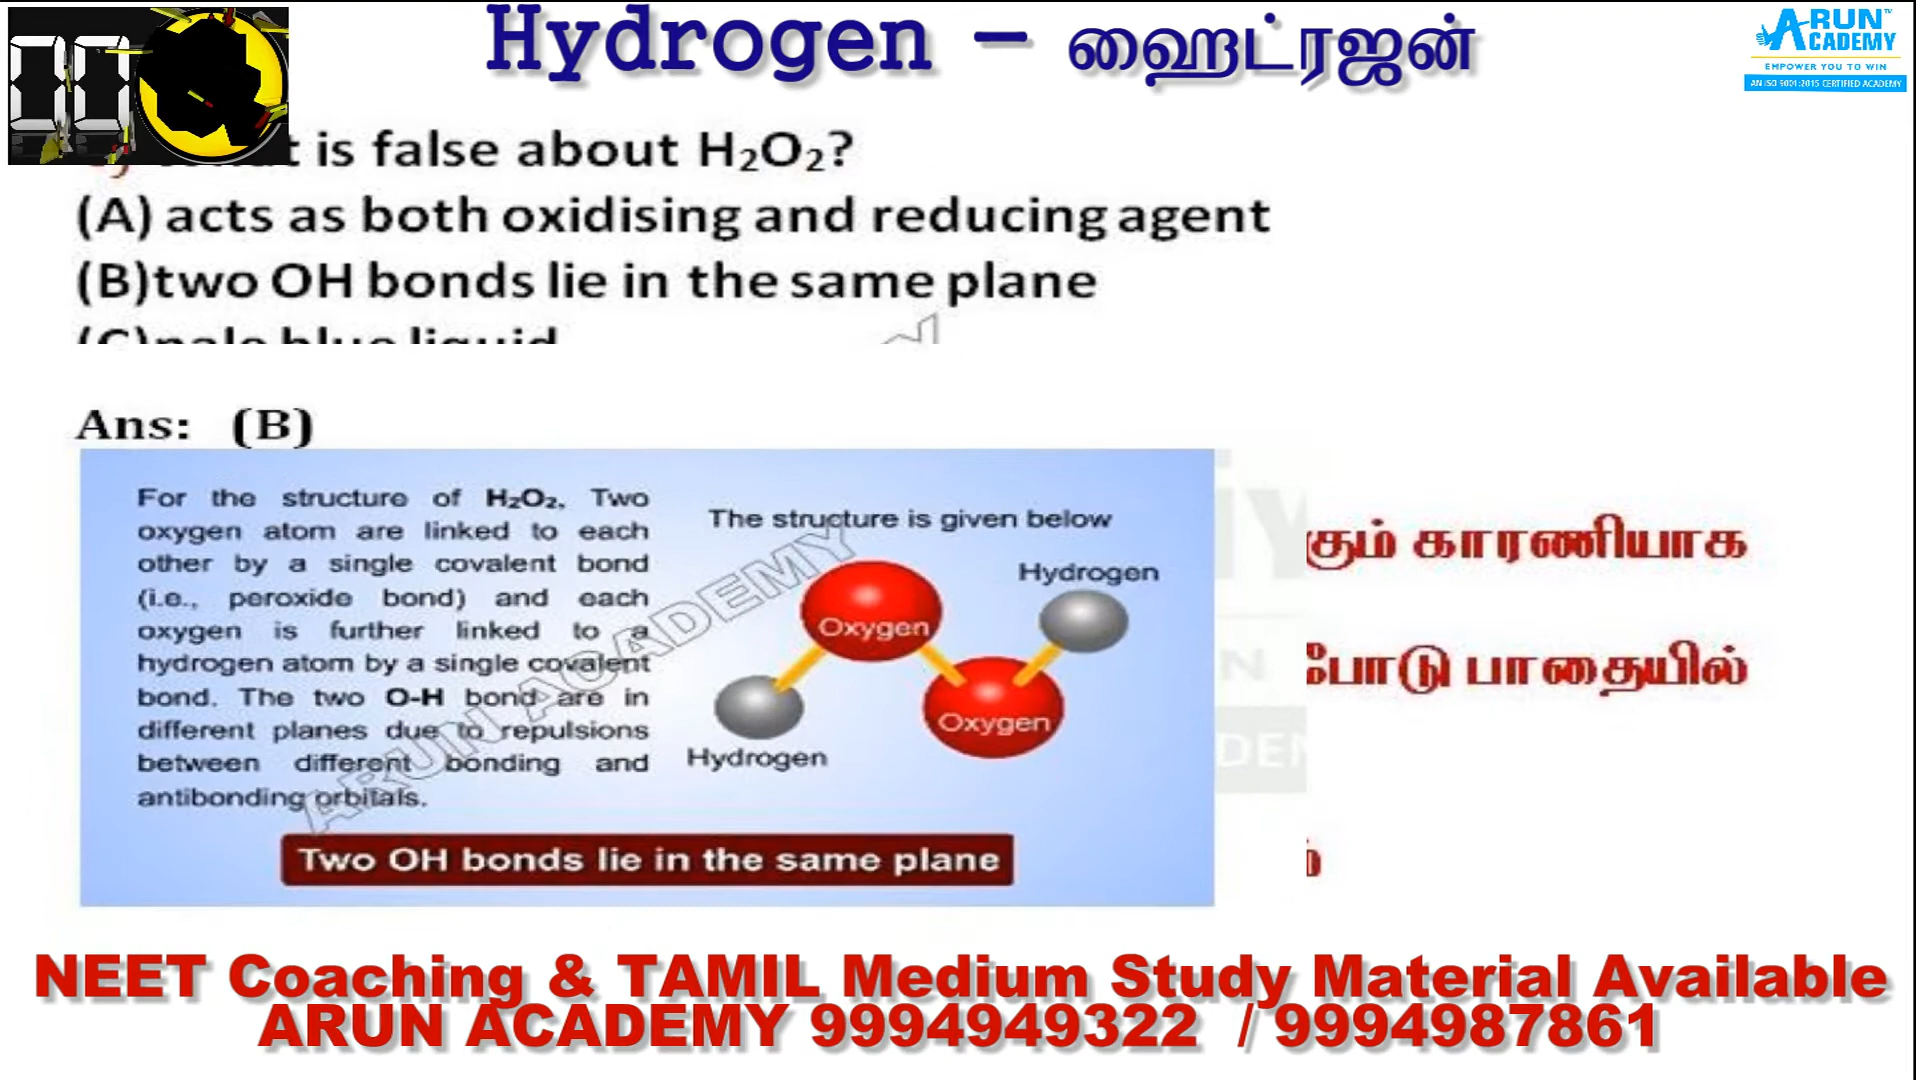 Hydrogen – ஹைட்ரஜன்
ARUN
ACADEMY
EMPOWER YOU TO WIN
AN ISO 9001:2015 CERTIFIED ACADEMY
is false about H₂O₂?
(A) acts as both oxidising and reducing agent
(B)two OH bonds lie in the same plane
(C)pale blue liquid
Ans: (B)
For the structure of H₂O₂, Two
oxygen atom are linked to each
other by a single covalent bond
(i.e., peroxide bond) and each
oxygen is further linked to a
hydrogen atom by a single covalent
bond. The two O-H bond are in
different planes due to repulsions
between different bonding and
antibonding orbitals.
The structure is given below
Hydrogen
Oxygen
Oxygen
Hydrogen
ARUN ACADEMY
Two OH bonds lie in the same plane
கும் காரணியாக
போடு பாதையில்
NEET Coaching & TAMIL Medium Study Material Available
ARUN ACADEMY 9994949322 / 9994987861